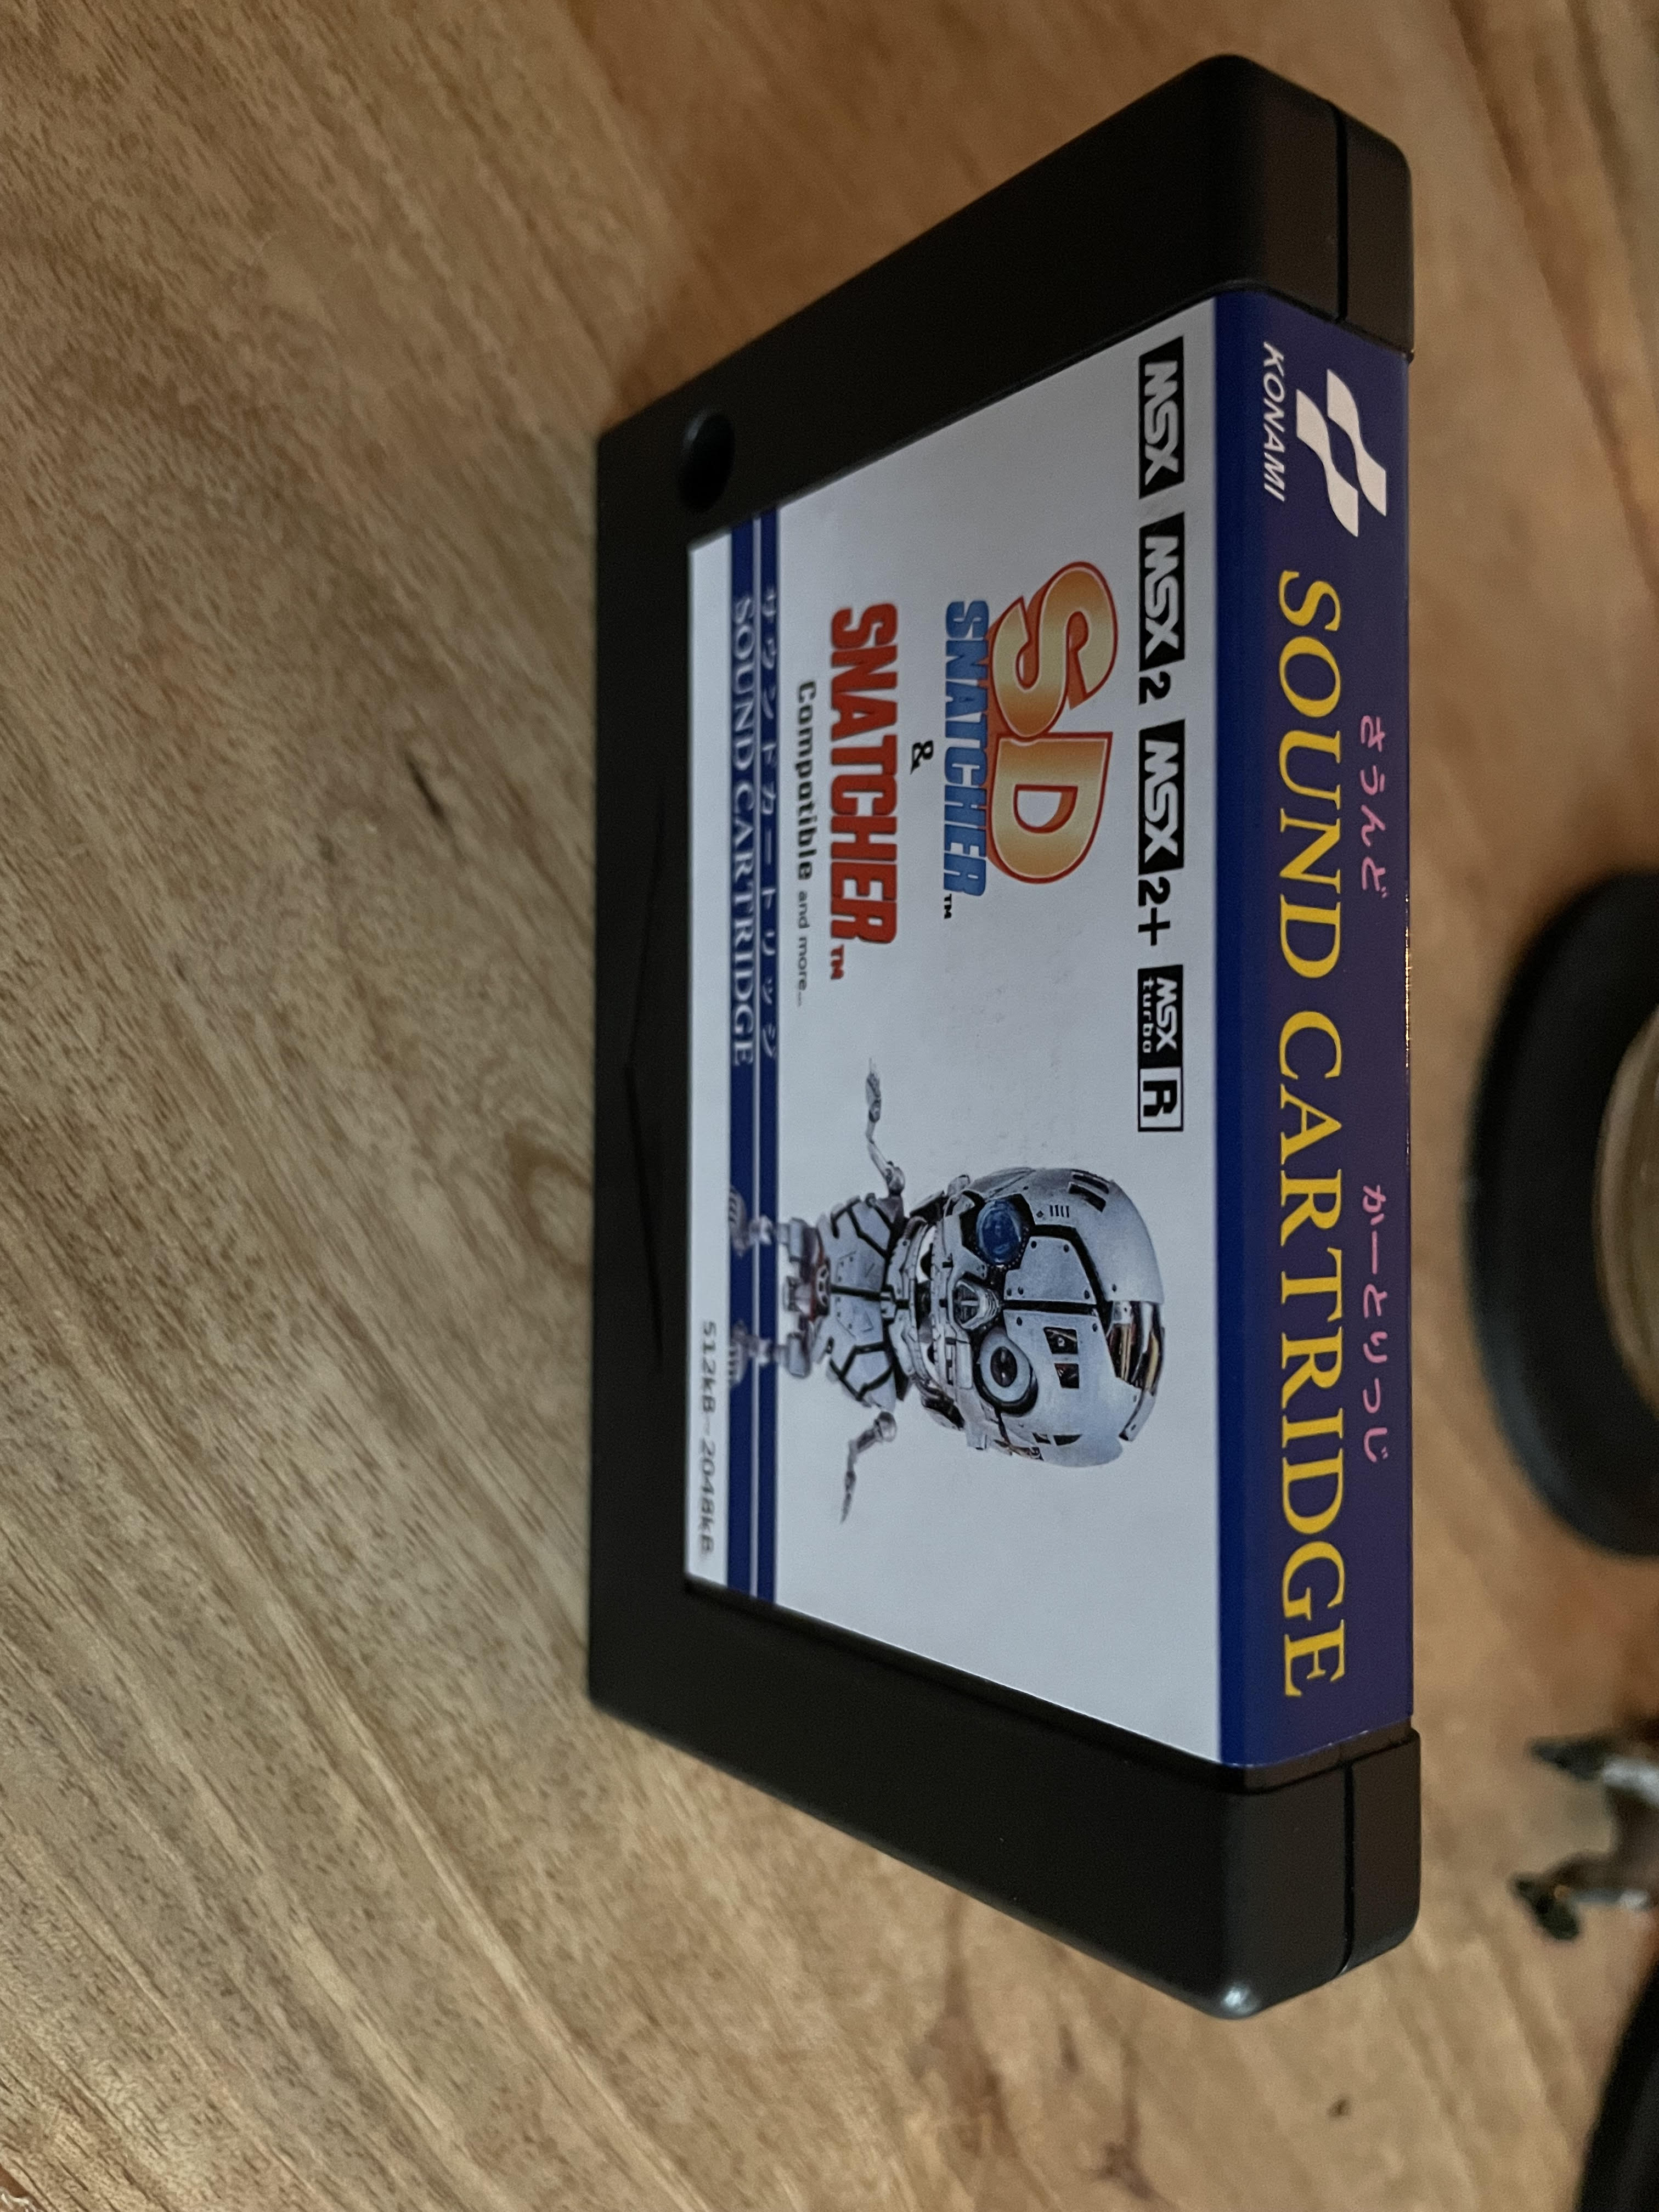 さうんど かーとりっじ
KONAMI SOUND CARTRIDGE
MSX MSX2 MSX2+ MSX turbo R
SD
SNATCHER™
&
SNATCHER™
Compatible and more...
サウンドカートリッジ
SOUND CARTRIDGE
512kB-2048kB